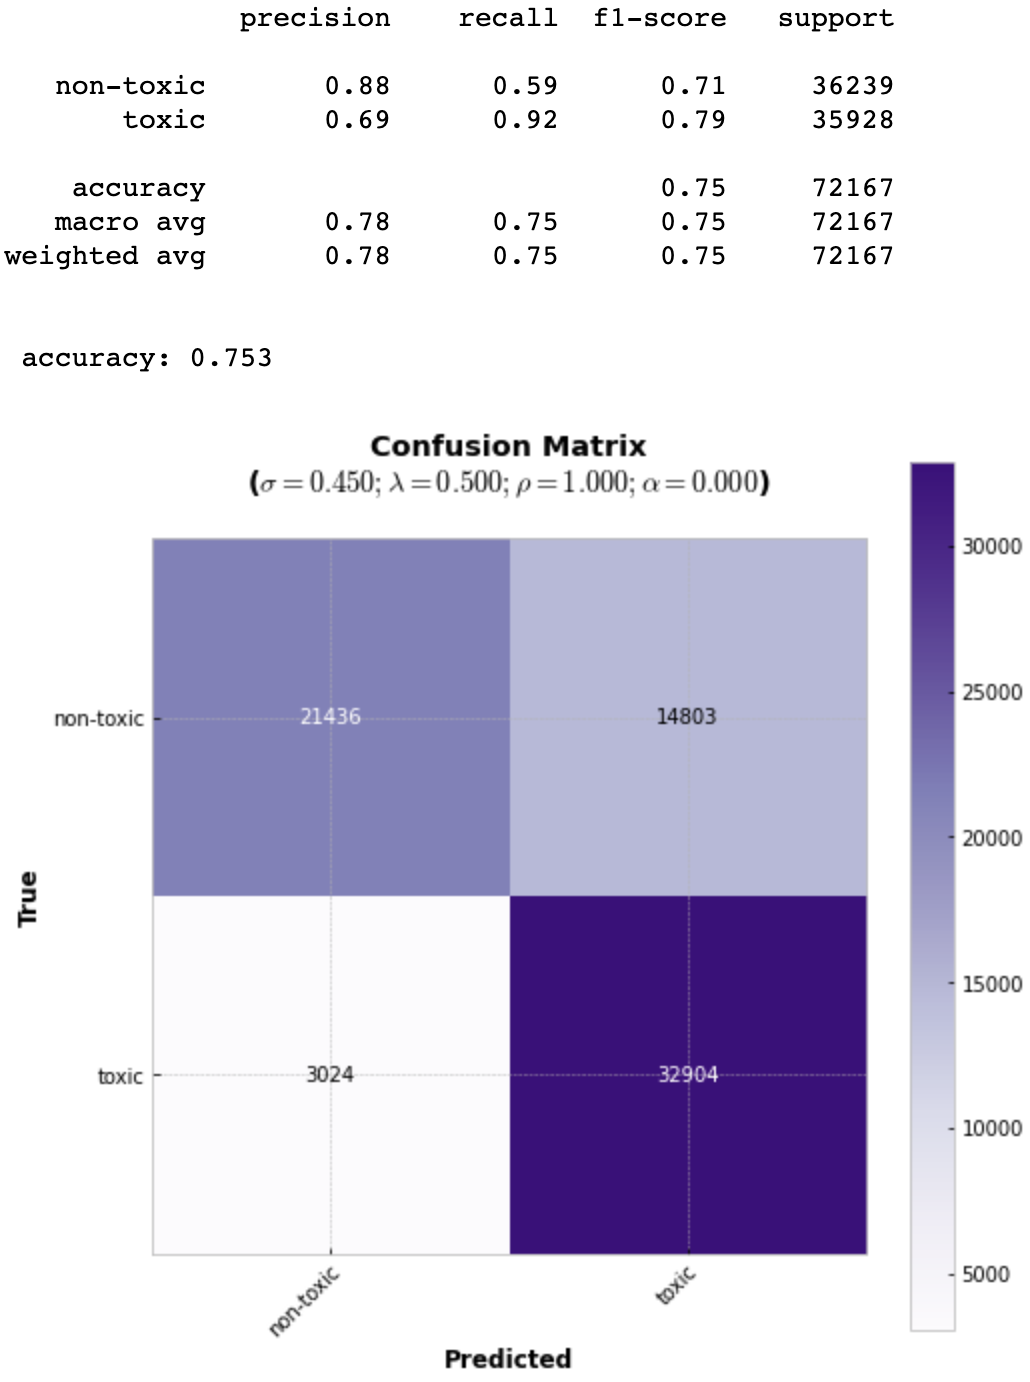 precision recall f1-score support
non-toxic 0.88 0.59 0.71 36239
toxic 0.69 0.92 0.79 35928
accuracy 0.75 72167
macro avg 0.78 0.75 0.75 72167
weighted avg 0.78 0.75 0.75 72167
accuracy: 0.753
Confusion Matrix
(σ = 0.450; λ = 0.500; ρ = 1.000; α = 0.000)
30000
25000
non-toxic 21436 14803
20000
True
15000
toxic 3024 32904
10000
5000
non-toxic toxic
Predicted